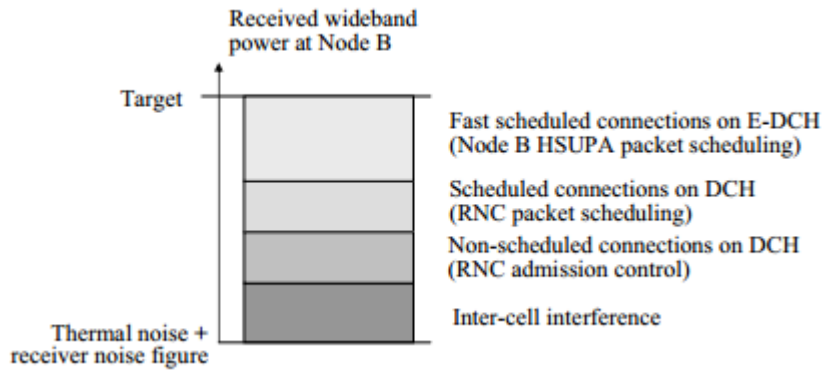 Received wideband
power at Node B
Target
Fast scheduled connections on E-DCH
(Node B HSUPA packet scheduling)
Scheduled connections on DCH
(RNC packet scheduling)
Non-scheduled connections on DCH
(RNC admission control)
Inter-cell interference
Thermal noise +
receiver noise figure